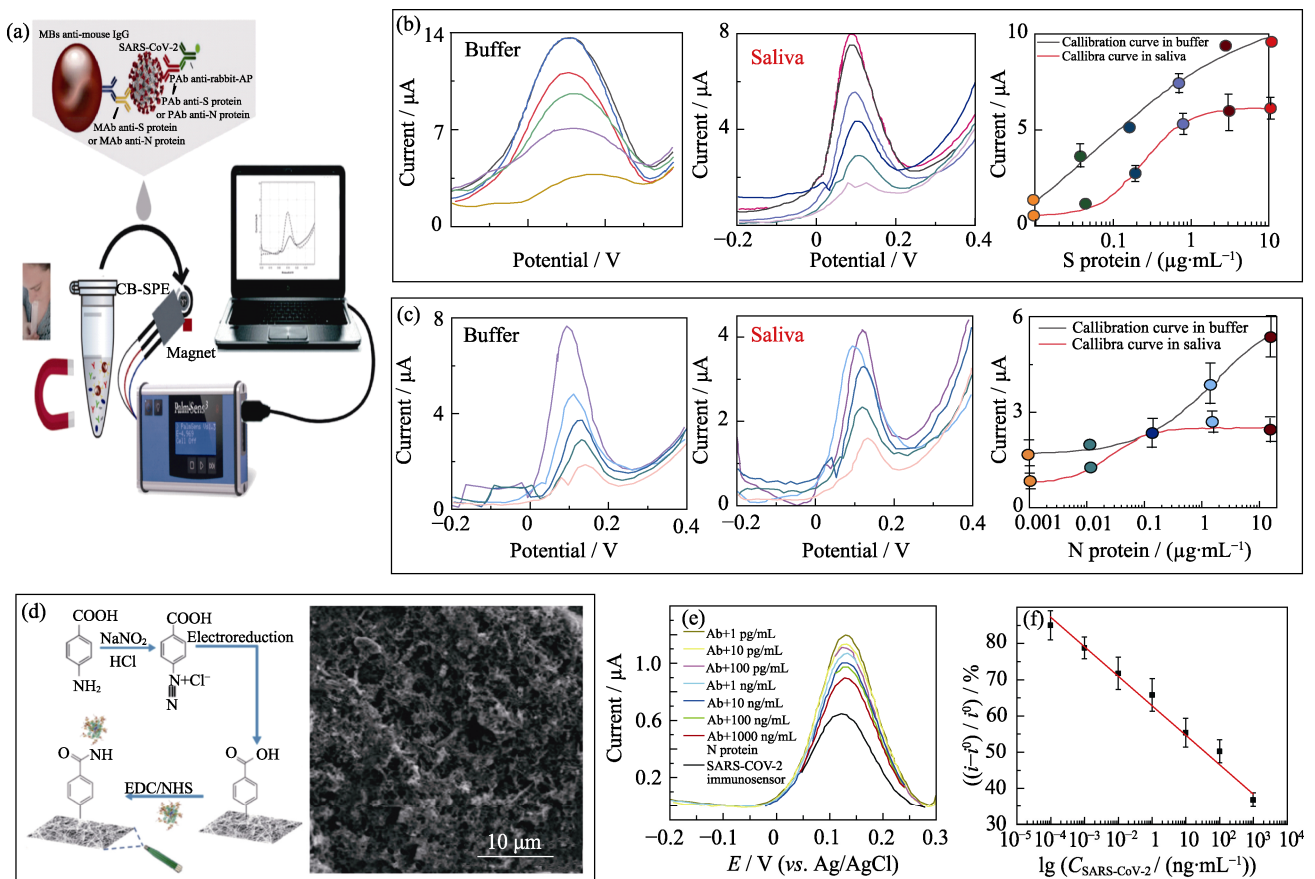 (a)
MBs anti-mouse IgG
SARS-CoV-2
PAb anti-rabbit-AP
PAb anti-S protein
or PAb anti-N protein
MAb anti-S protein
or MAb anti-N protein
CB-SPE
Magnet
PalmSens3
(b)
Buffer
14
7
0
Current / μA
Potential / V
Saliva
8
6
4
2
0
Current / μA
−0.2 0 0.2 0.4
Potential / V
Callibration curve in buffer
Callibra curve in saliva
10
5
0
Current / μA
0.1 1 10
S protein / (μg·mL−1)
(c)
Buffer
8
4
0
Current / μA
−0.2 0 0.2 0.4
Potential / V
Saliva
4
2
0
Current / μA
−0.2 0 0.2 0.4
Potential / V
Callibration curve in buffer
Callibra curve in saliva
6
3
0
Current / μA
0.001 0.01 0.1 1 10
N protein / (μg·mL−1)
(d)
COOH
NH2
NaNO2
HCl
COOH
N+Cl−
N
Electroreduction
O
NH
O
OH
EDC/NHS
10 μm
(e)
Ab+1 pg/mL
Ab+10 pg/mL
Ab+100 pg/mL
Ab+1 ng/mL
Ab+10 ng/mL
Ab+100 ng/mL
Ab+1000 ng/mL
N protein
SARS-COV-2
immunosensor
1.0
0.6
0.6
0.2
Current / μA
−0.2 −0.1 0 0.1 0.2 0.3
E / V (vs. Ag/AgCl)
(f)
80
70
60
50
40
30
((i−i0) / i0) / %
10−5 10−3 10−2 1 10 102 103 104
lg (CSARS-CoV-2 / (ng·mL−1))